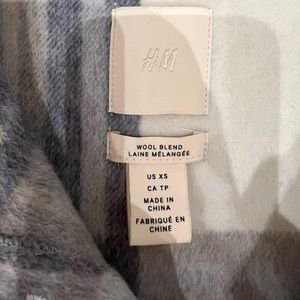 H&M
WOOL BLEND
LAINE MÉLANGÉE
US XS
CA TP
MADE IN
CHINA
FABRIQUÉ EN
CHINE